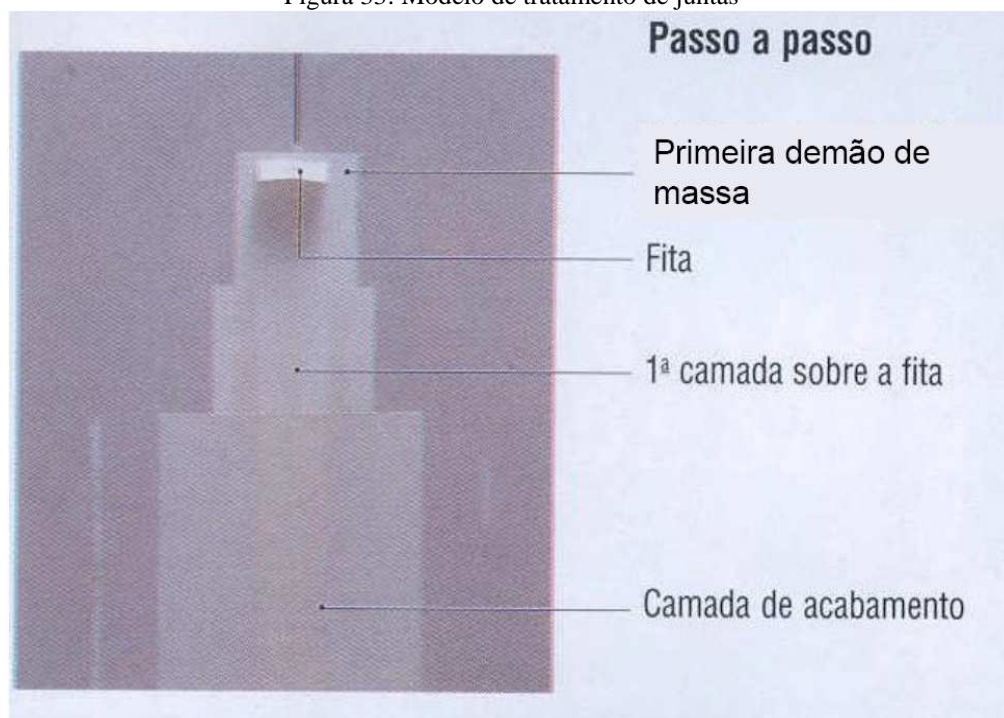 Figura 33: Modelo de tratamento de juntas
Passo a passo
Primeira demão de
massa
Fita
1ª camada sobre a fita
Camada de acabamento